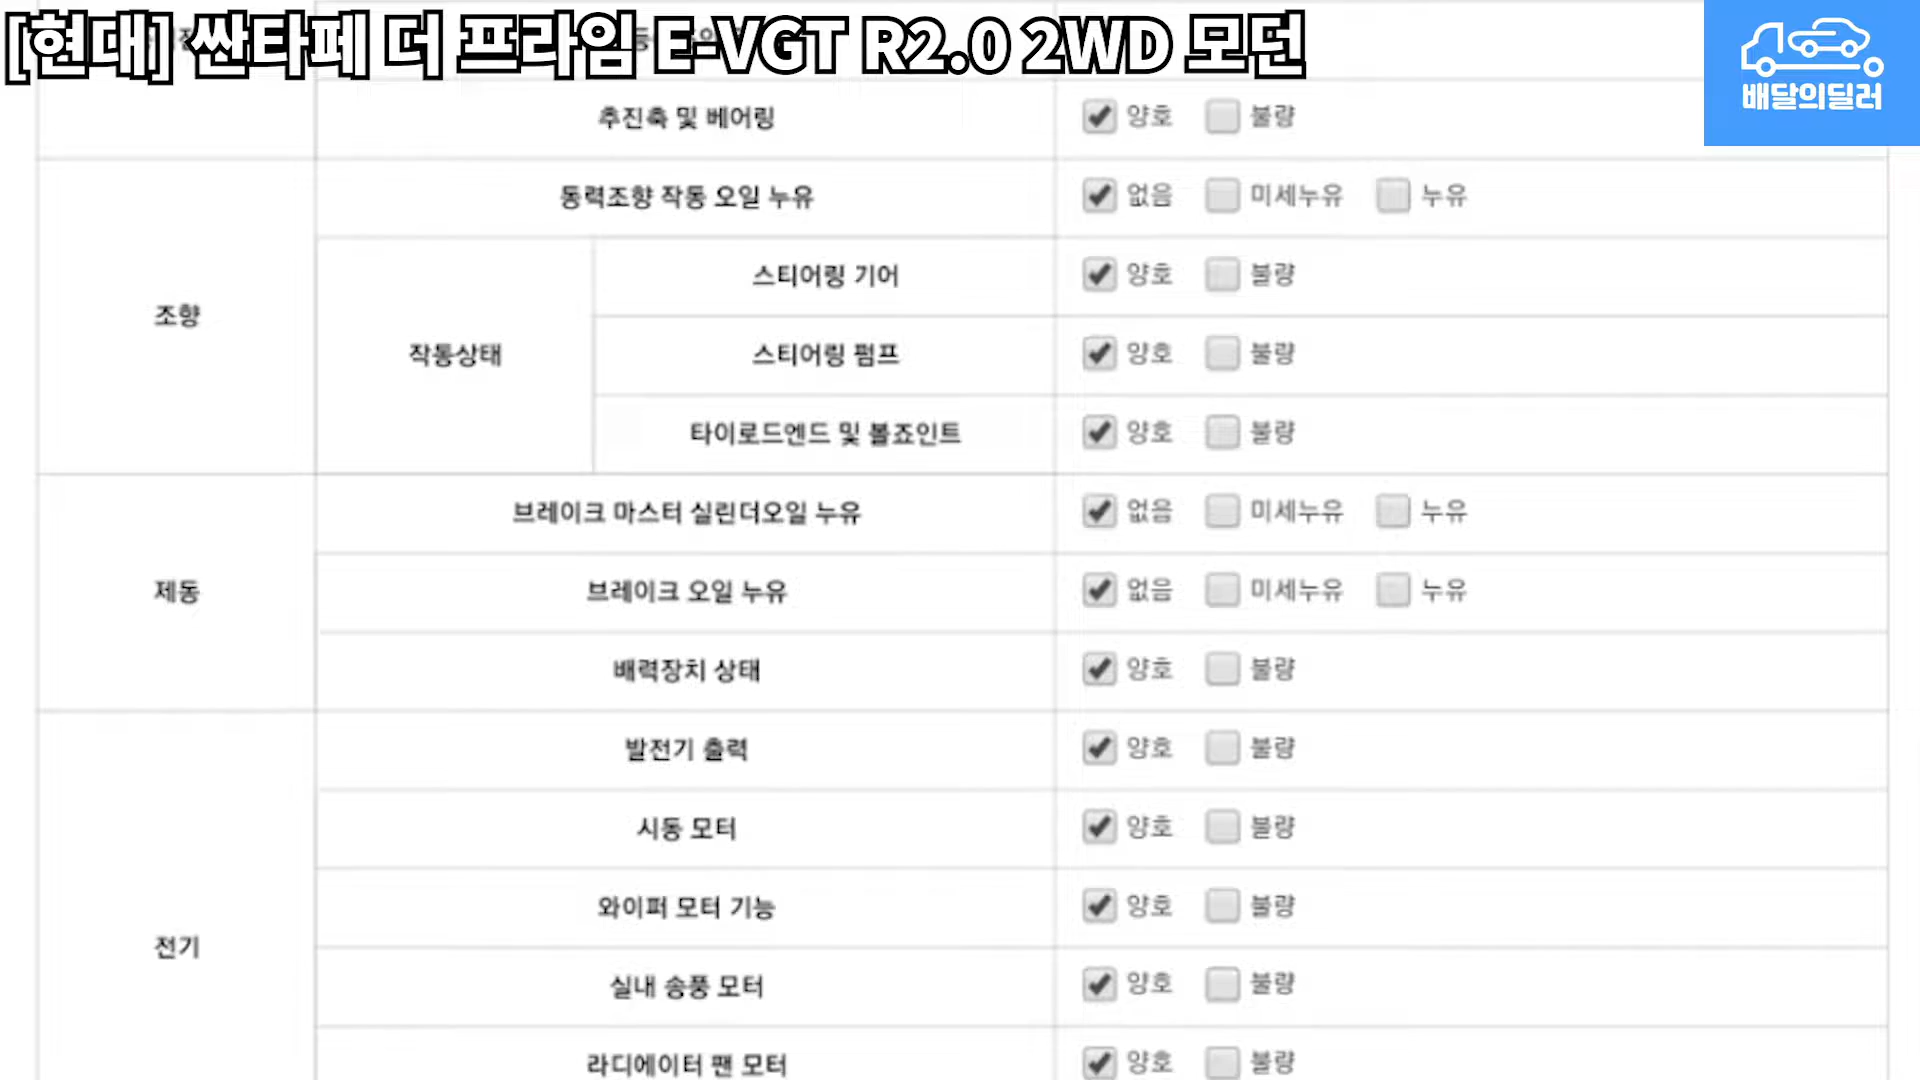 [현대] 싼타페 더 프라임 E-VGT R2.0 2WD 모던
배달의딜러
추진축 및 베어링 양호 불량
동력조향 작동 오일 누유 없음 미세누유 누유
조향
작동상태
스티어링 기어 양호 불량
스티어링 펌프 양호 불량
타이로드엔드 및 볼죠인트 양호 불량
제동
브레이크 마스터 실린더오일 누유 없음 미세누유 누유
브레이크 오일 누유 없음 미세누유 누유
배력장치 상태 양호 불량
전기
발전기 출력 양호 불량
시동 모터 양호 불량
와이퍼 모터 기능 양호 불량
실내 송풍 모터 양호 불량
라디에이터 팬 모터 양호 불량